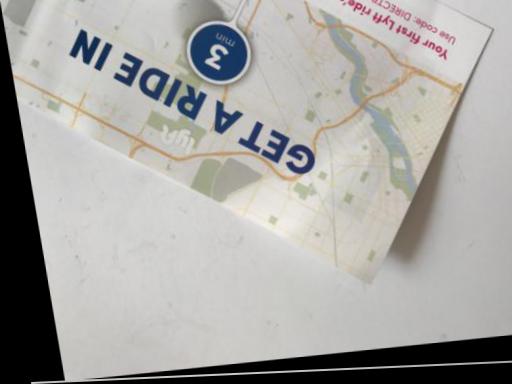 lyft
GET A RIDE IN
3
min
Your first Lyft ride
Use code: DIRECT